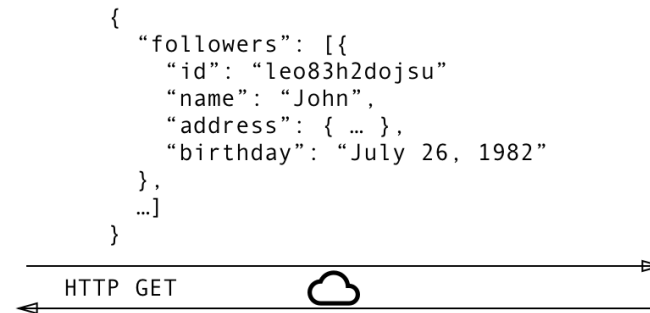 {
“followers”: [{
“id”: “leo83h2dojsu”
“name”: “John”,
“address”: { … },
“birthday”: “July 26, 1982”
},
…]
}
HTTP GET